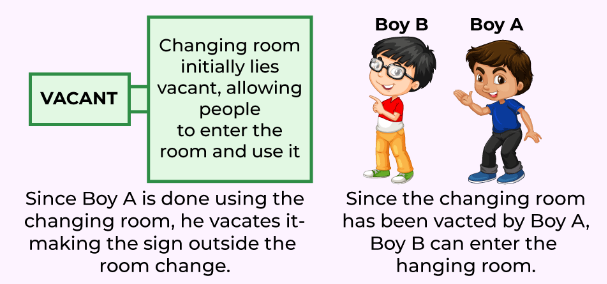 VACANT
Changing room
initially lies
vacant, allowing
people
to enter the
room and use it
Boy B
Boy A
Since Boy A is done using the
changing room, he vacates it-
making the sign outside the
room change.
Since the changing room
has been vacted by Boy A,
Boy B can enter the
hanging room.